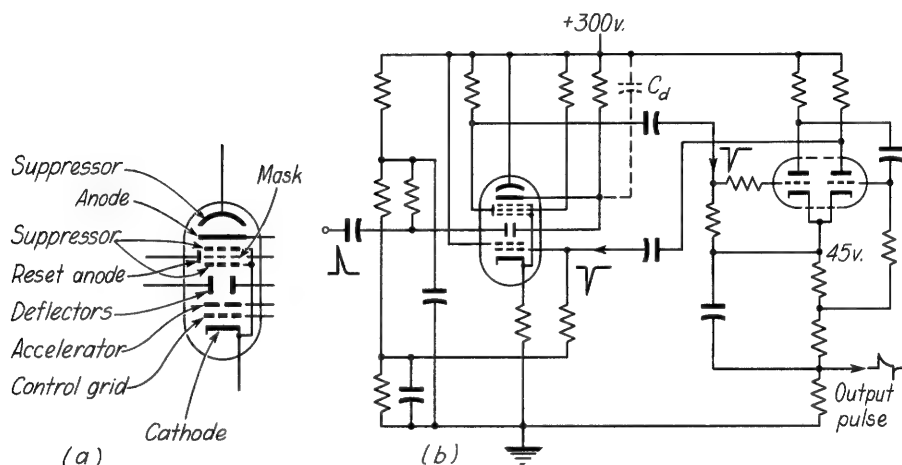 +300v.
C_d
Suppressor
Anode
Mask
Suppressor
Reset anode
Deflectors
Accelerator
Control grid
Cathode
45v.
Output
pulse
(a)
(b)